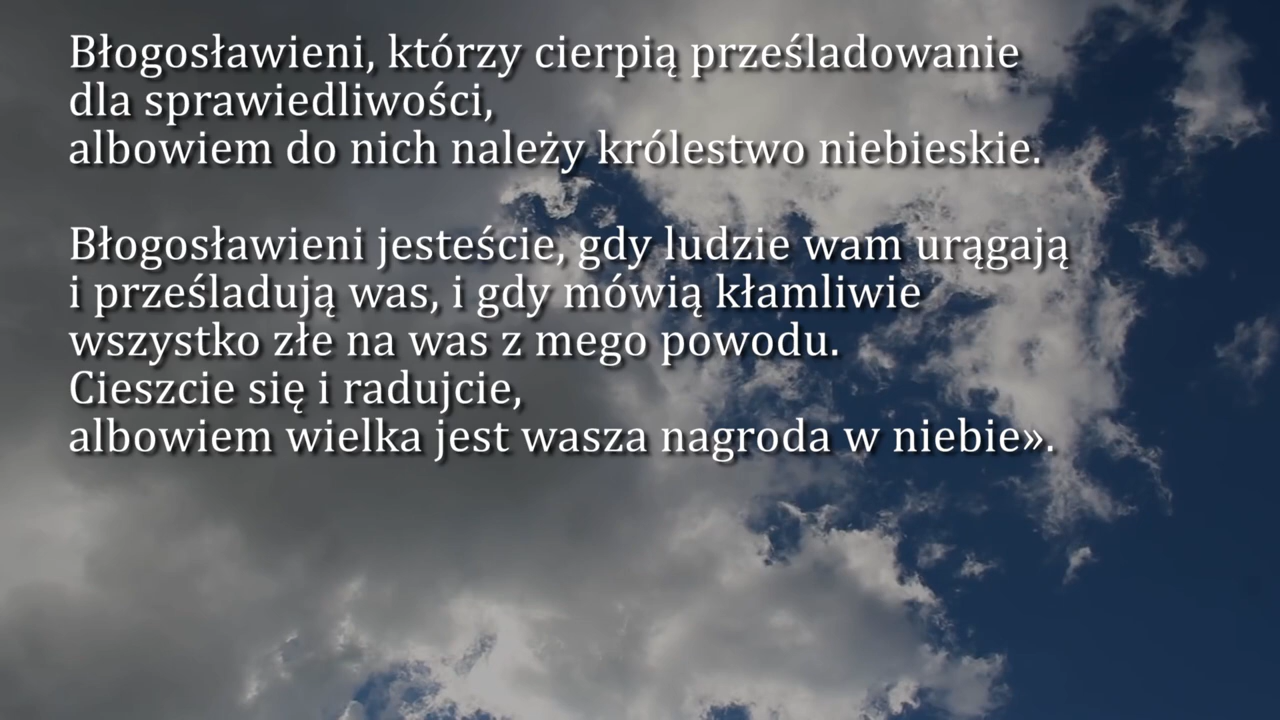 Błogosławieni, którzy cierpią prześladowanie
dla sprawiedliwości,
albowiem do nich należy królestwo niebieskie.
Błogosławieni jesteście, gdy ludzie wam urągają
i prześladują was, i gdy mówią kłamliwie
wszystko złe na was z mego powodu.
Cieszcie się i radujcie,
albowiem wielka jest wasza nagroda w niebie».